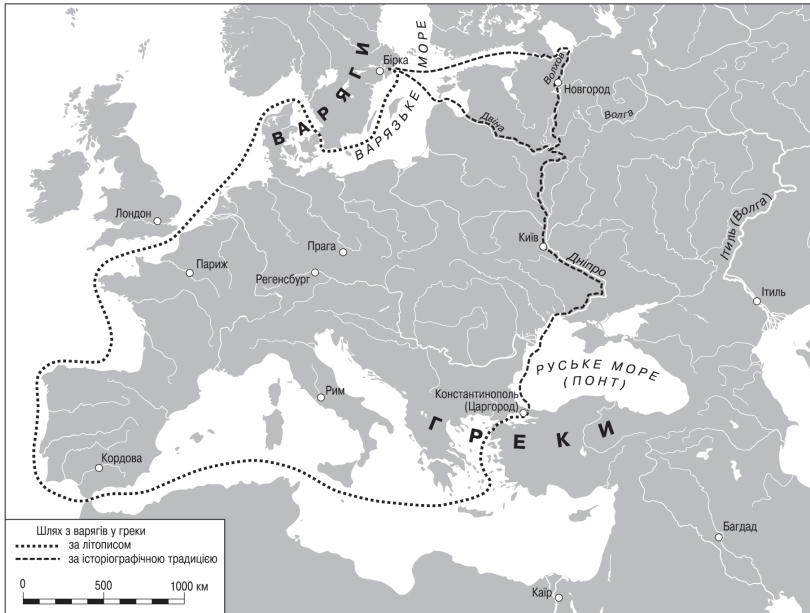 МОРЕ
Бірка
ВАРЯГИ
ВАРЯЗЬКЕ
Волхов
Новгород
Двіна
Волга
Лондон
Прага
Київ
Дніпро
Ітиль (Волга)
Париж
Регенсбург
Ітиль
РУСЬКЕ МОРЕ
(ПОНТ)
Рим
Константинополь
(Царгород)
ГРЕКИ
Кордова
Багдад
Каїр
Шлях з варягів у греки
за літописом
за історіографічною традицією
0 500 1000 км